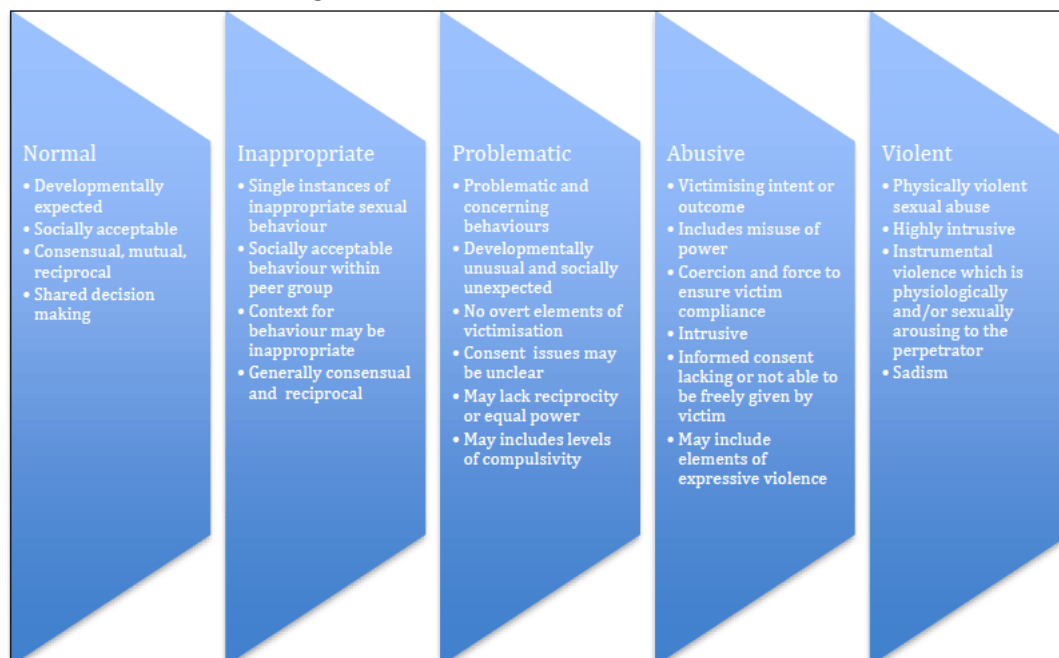 Normal
• Developmentally
expected
• Socially acceptable
• Consensual, mutual,
reciprocal
• Shared decision
making
Inappropriate
• Single instances of
inappropriate sexual
behaviour
• Socially acceptable
behaviour within
peer group
• Context for
behaviour may be
inappropriate
• Generally consensual
and reciprocal
Problematic
• Problematic and
concerning
behaviours
• Developmentally
unusual and socially
unexpected
• No overt elements of
victimisation
• Consent issues may
be unclear
• May lack reciprocity
or equal power
• May includes levels
of compulsivity
Abusive
• Victimising intent or
outcome
• Includes misuse of
power
• Coercion and force to
ensure victim
compliance
• Intrusive
• Informed consent
lacking or not able to
be freely given by
victim
• May include
elements of
expressive violence
Violent
• Physically violent
sexual abuse
• Highly intrusive
• Instrumental
violence which is
physiologically
and/or sexually
arousing to the
perpetrator
• Sadism